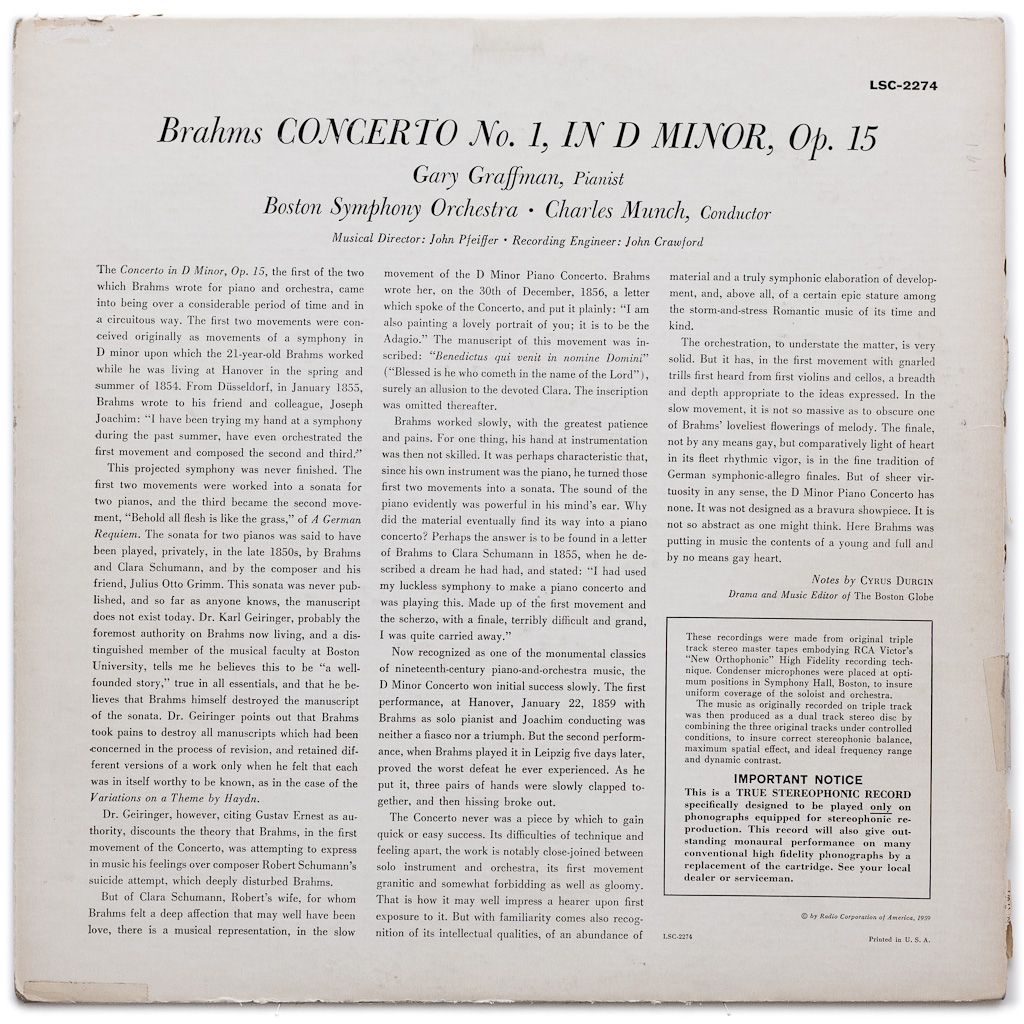 LSC-2274
Brahms CONCERTO No. 1, IN D MINOR, Op. 15
Gary Graffman, Pianist
Boston Symphony Orchestra • Charles Munch, Conductor
Musical Director: John Pfeiffer • Recording Engineer: John Crawford
The Concerto in D Minor, Op. 15, the first of the two
which Brahms wrote for piano and orchestra, came
into being over a considerable period of time and in
a circuitous way. The first two movements were con-
ceived originally as movements of a symphony in
D minor upon which the 21-year-old Brahms worked
while he was living at Hanover in the spring and
summer of 1854. From Düsseldorf, in January 1855,
Brahms wrote to his friend and colleague, Joseph
Joachim: “I have been trying my hand at a symphony
during the past summer, have even orchestrated the
first movement and composed the second and third.”
This projected symphony was never finished. The
first two movements were worked into a sonata for
two pianos, and the third became the second move-
ment, “Behold all flesh is like the grass,” of A German
Requiem. The sonata for two pianos was said to have
been played, privately, in the late 1850s, by Brahms
and Clara Schumann, and by the composer and his
friend, Julius Otto Grimm. This sonata was never pub-
lished, and so far as anyone knows, the manuscript
does not exist today. Dr. Karl Geiringer, probably the
foremost authority on Brahms now living, and a dis-
tinguished member of the musical faculty at Boston
University, tells me he believes this to be “a well-
founded story,” true in all essentials, and that he be-
lieves that Brahms himself destroyed the manuscript
of the sonata. Dr. Geiringer points out that Brahms
took pains to destroy all manuscripts which had been
concerned in the process of revision, and retained dif-
ferent versions of a work only when he felt that each
was in itself worthy to be known, as in the case of the
Variations on a Theme by Haydn.
Dr. Geiringer, however, citing Gustav Ernest as au-
thority, discounts the theory that Brahms, in the first
movement of the Concerto, was attempting to express
in music his feelings over composer Robert Schumann’s
suicide attempt, which deeply disturbed Brahms.
But of Clara Schumann, Robert’s wife, for whom
Brahms felt a deep affection that may well have been
love, there is a musical representation, in the slow
movement of the D Minor Piano Concerto. Brahms
wrote her, on the 30th of December, 1856, a letter
which spoke of the Concerto, and put it plainly: “I am
also painting a lovely portrait of you; it is to be the
Adagio.” The manuscript of this movement was in-
scribed: “Benedictus qui venit in nomine Domini”
(“Blessed is he who cometh in the name of the Lord”),
surely an allusion to the devoted Clara. The inscription
was omitted thereafter.
Brahms worked slowly, with the greatest patience
and pains. For one thing, his hand at instrumentation
was then not skilled. It was perhaps characteristic that,
since his own instrument was the piano, he turned those
first two movements into a sonata. The sound of the
piano evidently was powerful in his mind’s ear. Why
did the material eventually find its way into a piano
concerto? Perhaps the answer is to be found in a letter
of Brahms to Clara Schumann in 1855, when he de-
scribed a dream he had had, and stated: “I had used
my luckless symphony to make a piano concerto and
was playing this. Made up of the first movement and
the scherzo, with a finale, terribly difficult and grand,
I was quite carried away.”
Now recognized as one of the monumental classics
of nineteenth-century piano-and-orchestra music, the
D Minor Concerto won initial success slowly. The first
performance, at Hanover, January 22, 1859 with
Brahms as solo pianist and Joachim conducting was
neither a fiasco nor a triumph. But the second perform-
ance, when Brahms played it in Leipzig five days later,
proved the worst defeat he ever experienced. As he
put it, three pairs of hands were slowly clapped to-
gether, and then hissing broke out.
The Concerto never was a piece by which to gain
quick or easy success. Its difficulties of technique and
feeling apart, the work is notably close-joined between
solo instrument and orchestra, its first movement
granitic and somewhat forbidding as well as gloomy.
That is how it may well impress a hearer upon first
exposure to it. But with familiarity comes also recog-
nition of its intellectual qualities, of an abundance of
material and a truly symphonic elaboration of develop-
ment, and, above all, of a certain epic stature among
the storm-and-stress Romantic music of its time and
kind.
The orchestration, to understate the matter, is very
solid. But it has, in the first movement with gnarled
trills first heard from first violins and cellos, a breadth
and depth appropriate to the ideas expressed. In the
slow movement, it is not so massive as to obscure one
of Brahms’ loveliest flowerings of melody. The finale,
not by any means gay, but comparatively light of heart
in its fleet rhythmic vigor, is in the fine tradition of
German symphonic-allegro finales. But of sheer vir-
tuosity in any sense, the D Minor Piano Concerto has
none. It was not designed as a bravura showpiece. It is
not so abstract as one might think. Here Brahms was
putting in music the contents of a young and full and
by no means gay heart.
Notes by CYRUS DURGIN
Drama and Music Editor of The Boston Globe
These recordings were made from original triple
track stereo master tapes embodying RCA Victor’s
“New Orthophonic” High Fidelity recording tech-
nique. Condenser microphones were placed at opti-
mum positions in Symphony Hall, Boston, to insure
uniform coverage of the soloist and orchestra.
The music as originally recorded on triple track
was then produced as a dual track stereo disc by
combining the three original tracks under controlled
conditions, to insure correct stereophonic balance,
maximum spatial effect, and ideal frequency range
and dynamic contrast.
IMPORTANT NOTICE
This is a TRUE STEREOPHONIC RECORD
specifically designed to be played only on
phonographs equipped for stereophonic re-
production. This record will also give out-
standing monaural performance on many
conventional high fidelity phonographs by a
replacement of the cartridge. See your local
dealer or serviceman.
© by Radio Corporation of America, 1959
LSC-2274
Printed in U. S. A.